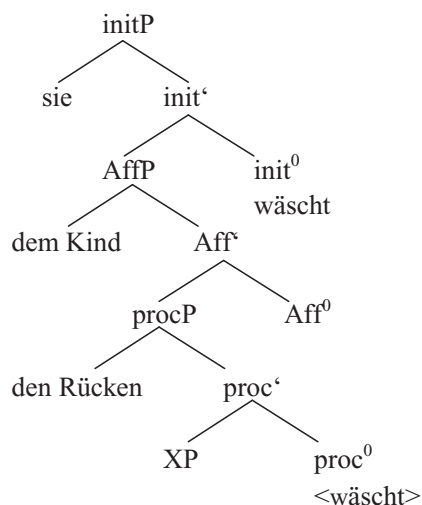 initP
sie init‘
AffP init⁰
wäscht
dem Kind Aff‘
procP Aff⁰
den Rücken proc‘
XP proc⁰
<wäscht>